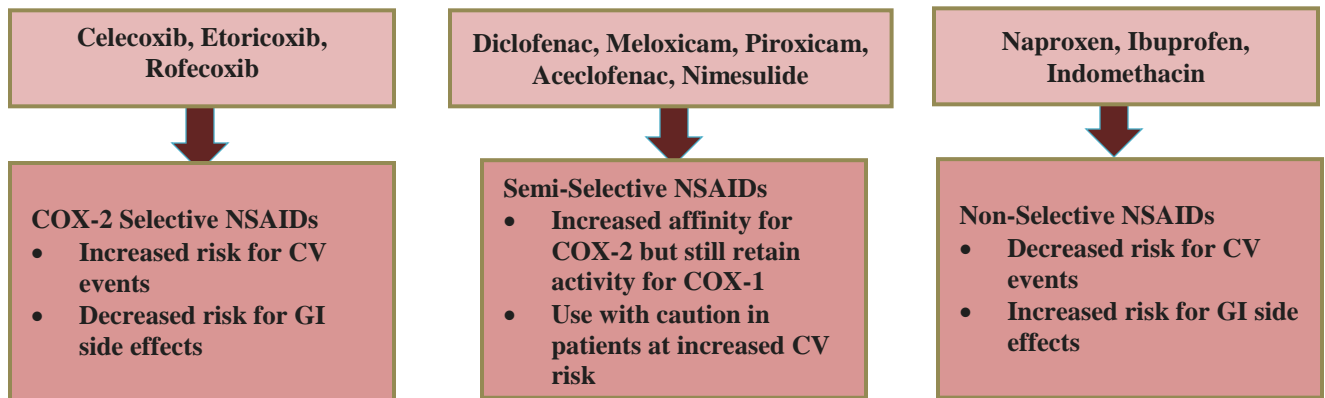 Celecoxib, Etoricoxib,
Rofecoxib
COX-2 Selective NSAIDs
• Increased risk for CV
events
• Decreased risk for GI
side effects
Diclofenac, Meloxicam, Piroxicam,
Aceclofenac, Nimesulide
Semi-Selective NSAIDs
• Increased affinity for
COX-2 but still retain
activity for COX-1
• Use with caution in
patients at increased CV
risk
Naproxen, Ibuprofen,
Indomethacin
Non-Selective NSAIDs
• Decreased risk for CV
events
• Increased risk for GI side
effects